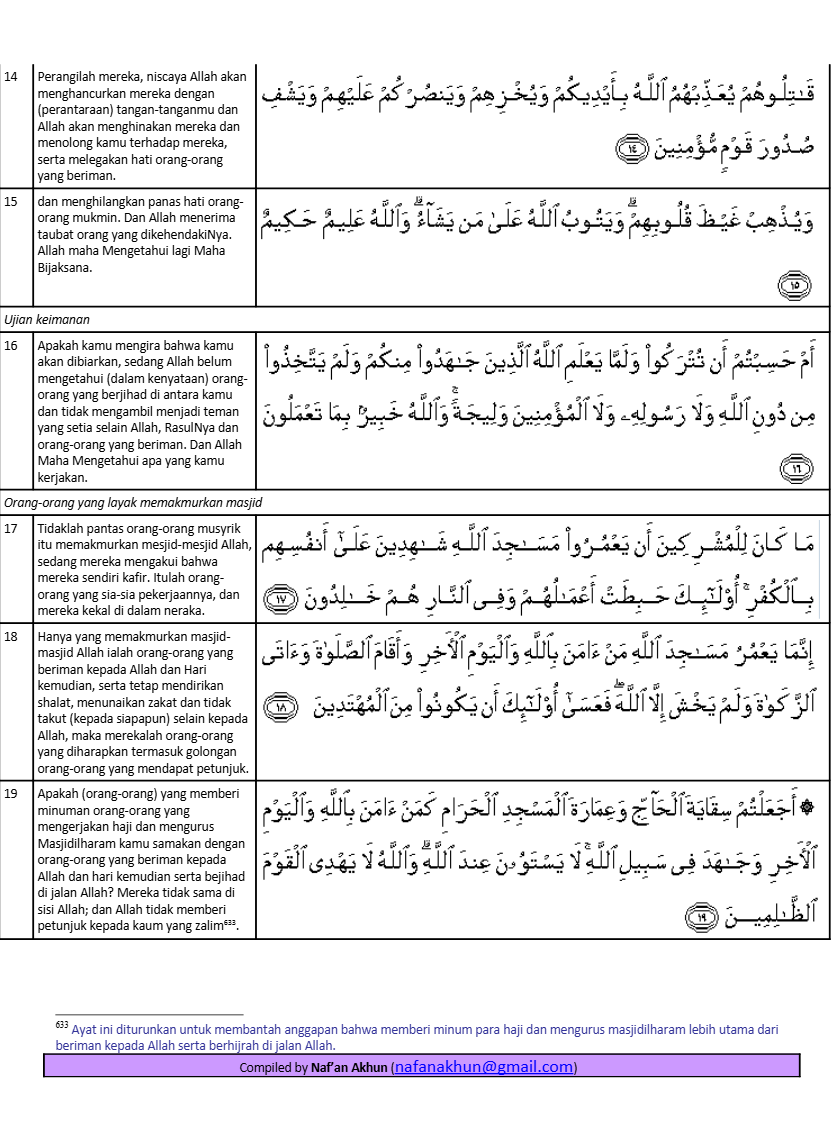 14
Perangilah mereka, niscaya Allah akan
menghancurkan mereka dengan
(perantaraan) tangan-tanganmu dan
Allah akan menghinakan mereka dan
menolong kamu terhadap mereka,
serta melegakan hati orang-orang
yang beriman.
قَـٰتِلُوهُمْ يُعَذِّبْهُمُ ٱللَّهُ بِأَيْدِيكُمْ وَيُخْزِهِمْ وَيَنصُرْكُمْ عَلَيْهِمْ وَيَشْفِ
صُدُورَ قَوْمٍ مُّؤْمِنِينَ ١٤
15
dan menghilangkan panas hati orang-
orang mukmin. Dan Allah menerima
taubat orang yang dikehendakiNya.
Allah maha Mengetahui lagi Maha
Bijaksana.
وَيُذْهِبْ غَيْظَ قُلُوبِهِمْ ۗ وَيَتُوبُ ٱللَّهُ عَلَىٰ مَن يَشَآءُ ۗ وَٱللَّهُ عَلِيمٌ حَكِيمٌ
١٥
Ujian keimanan
16
Apakah kamu mengira bahwa kamu
akan dibiarkan, sedang Allah belum
mengetahui (dalam kenyataan) orang-
orang yang berjihad di antara kamu
dan tidak mengambil menjadi teman
yang setia selain Allah, RasulNya dan
orang-orang yang beriman. Dan Allah
Maha Mengetahui apa yang kamu
kerjakan.
أَمْ حَسِبْتُمْ أَن تُتْرَكُوا۟ وَلَمَّا يَعْلَمِ ٱللَّهُ ٱلَّذِينَ جَـٰهَدُوا۟ مِنكُمْ وَلَمْ يَتَّخِذُوا۟
مِن دُونِ ٱللَّهِ وَلَا رَسُولِهِۦ وَلَا ٱلْمُؤْمِنِينَ وَلِيجَةً ۚ وَٱللَّهُ خَبِيرٌۢ بِمَا تَعْمَلُونَ
١٦
Orang-orang yang layak memakmurkan masjid
17
Tidaklah pantas orang-orang musyrik
itu memakmurkan mesjid-mesjid Allah,
sedang mereka mengakui bahwa
mereka sendiri kafir. Itulah orang-
orang yang sia-sia pekerjaannya, dan
mereka kekal di dalam neraka.
مَا كَانَ لِلْمُشْرِكِينَ أَن يَعْمُرُوا۟ مَسَـٰجِدَ ٱللَّهِ شَـٰهِدِينَ عَلَىٰٓ أَنفُسِهِم
بِٱلْكُفْرِ ۚ أُو۟لَـٰٓئِكَ حَبِطَتْ أَعْمَـٰلُهُمْ وَفِى ٱلنَّارِ هُمْ خَـٰلِدُونَ ١٧
18
Hanya yang memakmurkan masjid-
masjid Allah ialah orang-orang yang
beriman kepada Allah dan Hari
kemudian, serta tetap mendirikan
shalat, menunaikan zakat dan tidak
takut (kepada siapapun) selain kepada
Allah, maka merekalah orang-orang
yang diharapkan termasuk golongan
orang-orang yang mendapat petunjuk.
إِنَّمَا يَعْمُرُ مَسَـٰجِدَ ٱللَّهِ مَنْ ءَامَنَ بِٱللَّهِ وَٱلْيَوْمِ ٱلْـَٔاخِرِ وَأَقَامَ ٱلصَّلَوٰةَ وَءَاتَى
ٱلزَّكَوٰةَ وَلَمْ يَخْشَ إِلَّا ٱللَّهَ ۖ فَعَسَىٰٓ أُو۟لَـٰٓئِكَ أَن يَكُونُوا۟ مِنَ ٱلْمُهْتَدِينَ ١٨
19
Apakah (orang-orang) yang memberi
minuman orang-orang yang
mengerjakan haji dan mengurus
Masjidilharam kamu samakan dengan
orang-orang yang beriman kepada
Allah dan hari kemudian serta bejihad
di jalan Allah? Mereka tidak sama di
sisi Allah; dan Allah tidak memberi
petunjuk kepada kaum yang zalim⁶³³.
۞ أَجَعَلْتُمْ سِقَايَةَ ٱلْحَآجِّ وَعِمَارَةَ ٱلْمَسْجِدِ ٱلْحَرَامِ كَمَنْ ءَامَنَ بِٱللَّهِ وَٱلْيَوْمِ
ٱلْـَٔاخِرِ وَجَـٰهَدَ فِى سَبِيلِ ٱللَّهِ ۚ لَا يَسْتَوُۥنَ عِندَ ٱللَّهِ ۗ وَٱللَّهُ لَا يَهْدِى ٱلْقَوْمَ
ٱلظَّـٰلِمِينَ ١٩
⁶³³ Ayat ini diturunkan untuk membantah anggapan bahwa memberi minum para haji dan mengurus masjidilharam lebih utama dari
beriman kepada Allah serta berhijrah di jalan Allah.
Compiled by Naf’an Akhun (nafanakhun@gmail.com)